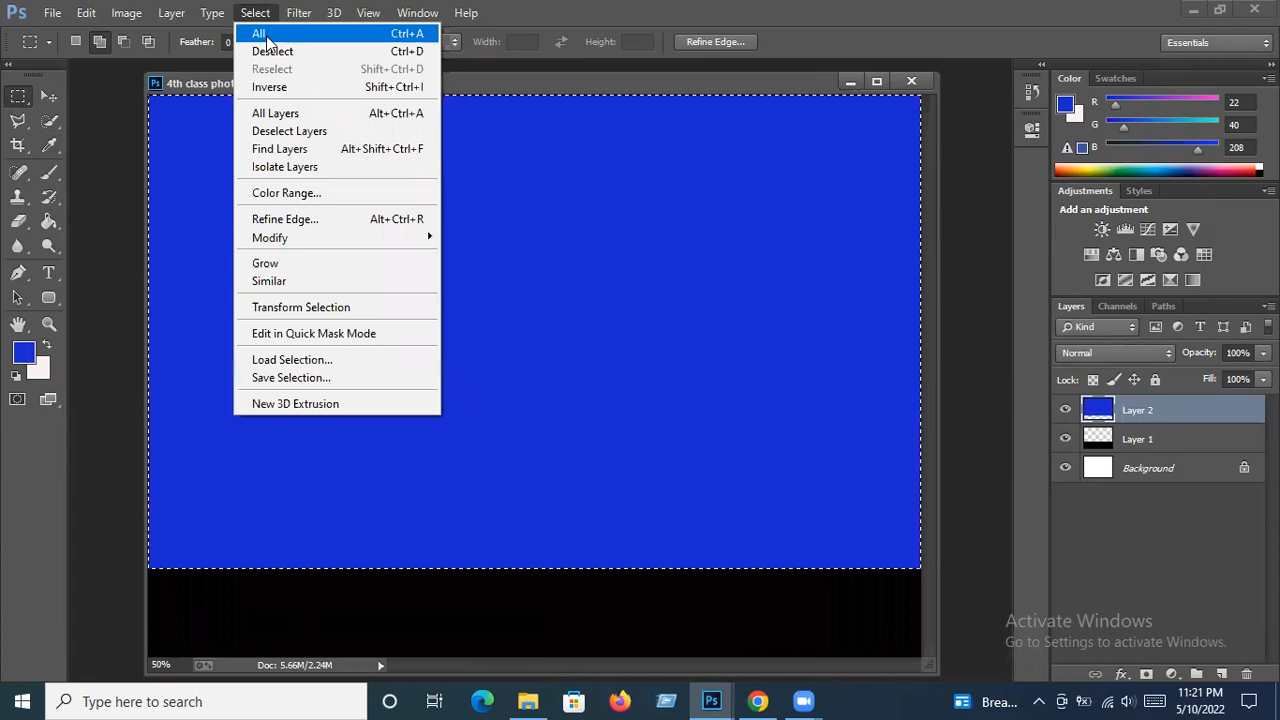 Ps File Edit Image Layer Type Select Filter 3D View Window Help
Feather: 0 Width: Height: Refine Edge... Essentials
All Ctrl+A
Deselect Ctrl+D
Reselect Shift+Ctrl+D
Inverse Shift+Ctrl+I
All Layers Alt+Ctrl+A
Deselect Layers
Find Layers Alt+Shift+Ctrl+F
Isolate Layers
Color Range...
Refine Edge... Alt+Ctrl+R
Modify
Grow
Similar
Transform Selection
Edit in Quick Mask Mode
Load Selection...
Save Selection...
New 3D Extrusion
Ps 4th class
Color Swatches
R 22
G 40
B 208
Adjustments Styles
Add an adjustment
Layers Channels Paths
Kind
Normal Opacity: 100%
Lock: Fill: 100%
Layer 2
Layer 1
Background
Activate Windows
Go to Settings to activate Windows.
50% Doc: 5.66M/2.24M
Type here to search
Ps
Brea...
11:21 PM
5/10/2022